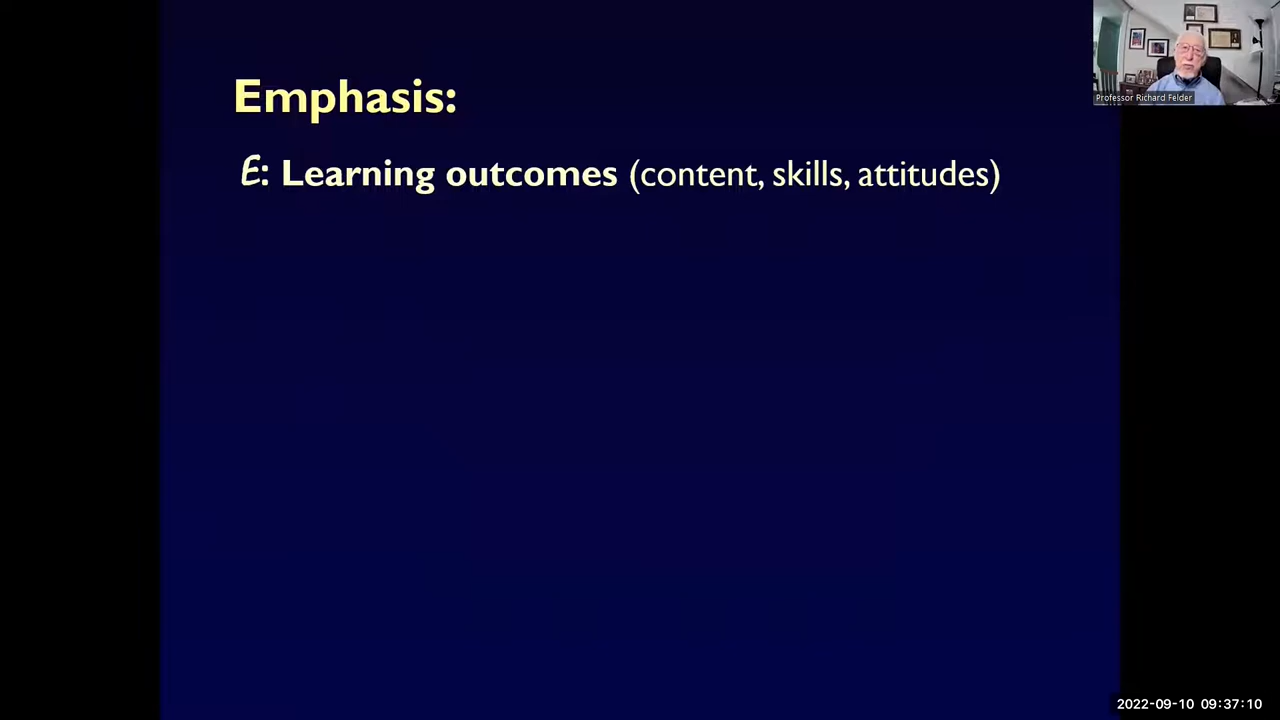 Emphasis:
E: Learning outcomes (content, skills, attitudes)
Professor Richard Felder
2022-09-10 09:37:10